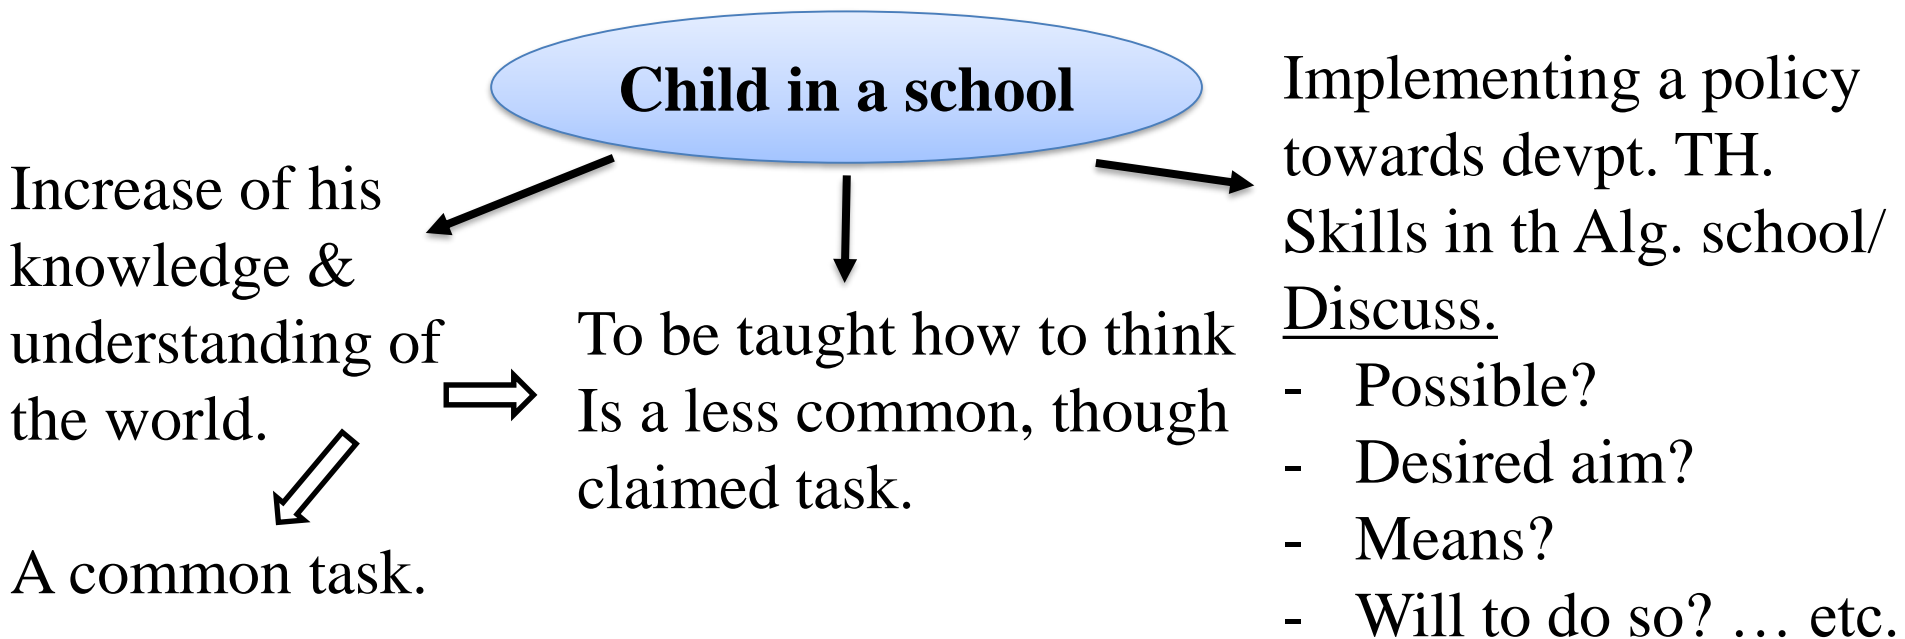 Child in a school
Increase of his
knowledge &
understanding of
the world.
A common task.
To be taught how to think
Is a less common, though
claimed task.
Implementing a policy
towards devpt. TH.
Skills in th Alg. school/
Discuss.
- Possible?
- Desired aim?
- Means?
- Will to do so? … etc.